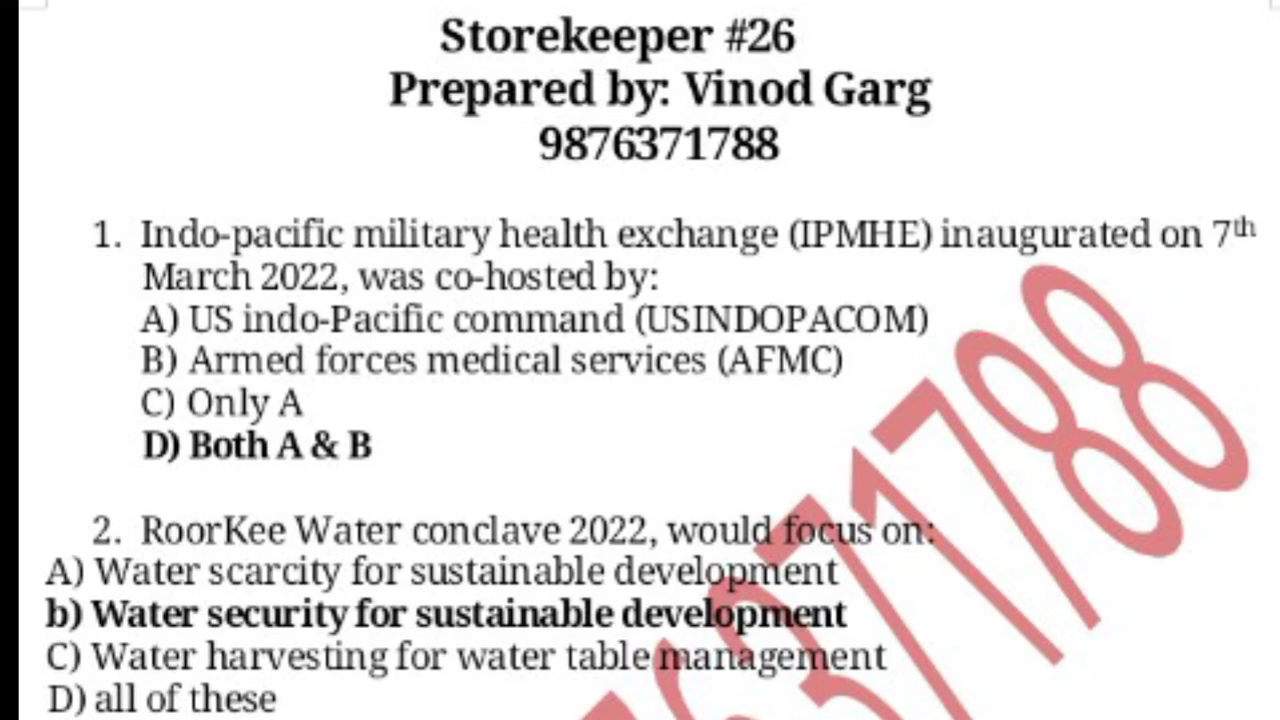 Storekeeper #26
Prepared by: Vinod Garg
9876371788
1. Indo-pacific military health exchange (IPMHE) inaugurated on 7th
March 2022, was co-hosted by:
A) US indo-Pacific command (USINDOPACOM)
B) Armed forces medical services (AFMC)
C) Only A
D) Both A & B
2. RoorKee Water conclave 2022, would focus on:
A) Water scarcity for sustainable development
b) Water security for sustainable development
C) Water harvesting for water table management
D) all of these
6371788